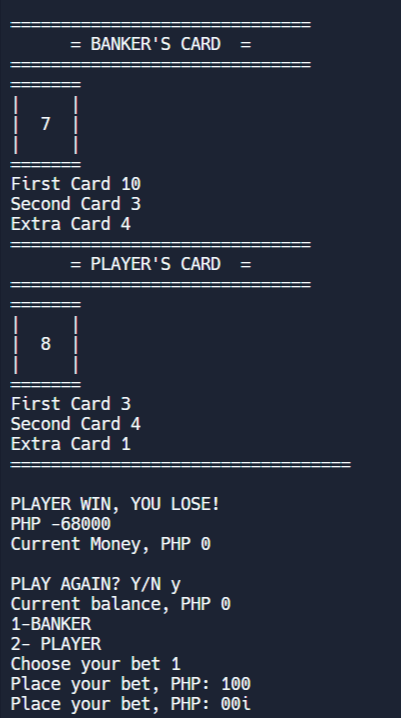 ==============================
= BANKER'S CARD =
==============================
=======
|     |
|  7  |
|     |
=======
First Card 10
Second Card 3
Extra Card 4
==============================
= PLAYER'S CARD =
==============================
=======
|     |
|  8  |
|     |
=======
First Card 3
Second Card 4
Extra Card 1
==================================
PLAYER WIN, YOU LOSE!
PHP -68000
Current Money, PHP 0
PLAY AGAIN? Y/N y
Current balance, PHP 0
1-BANKER
2- PLAYER
Choose your bet 1
Place your bet, PHP: 100
Place your bet, PHP: 00i